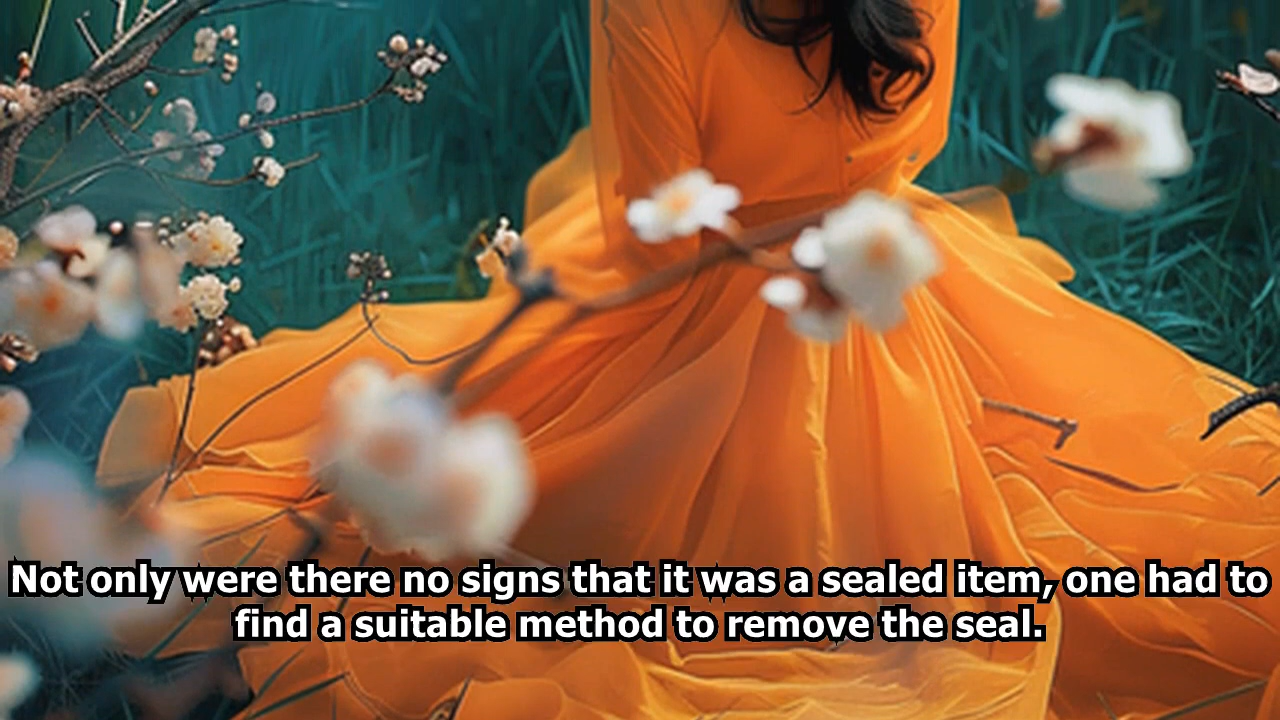 Not only were there no signs that it was a sealed item, one had to
find a suitable method to remove the seal.